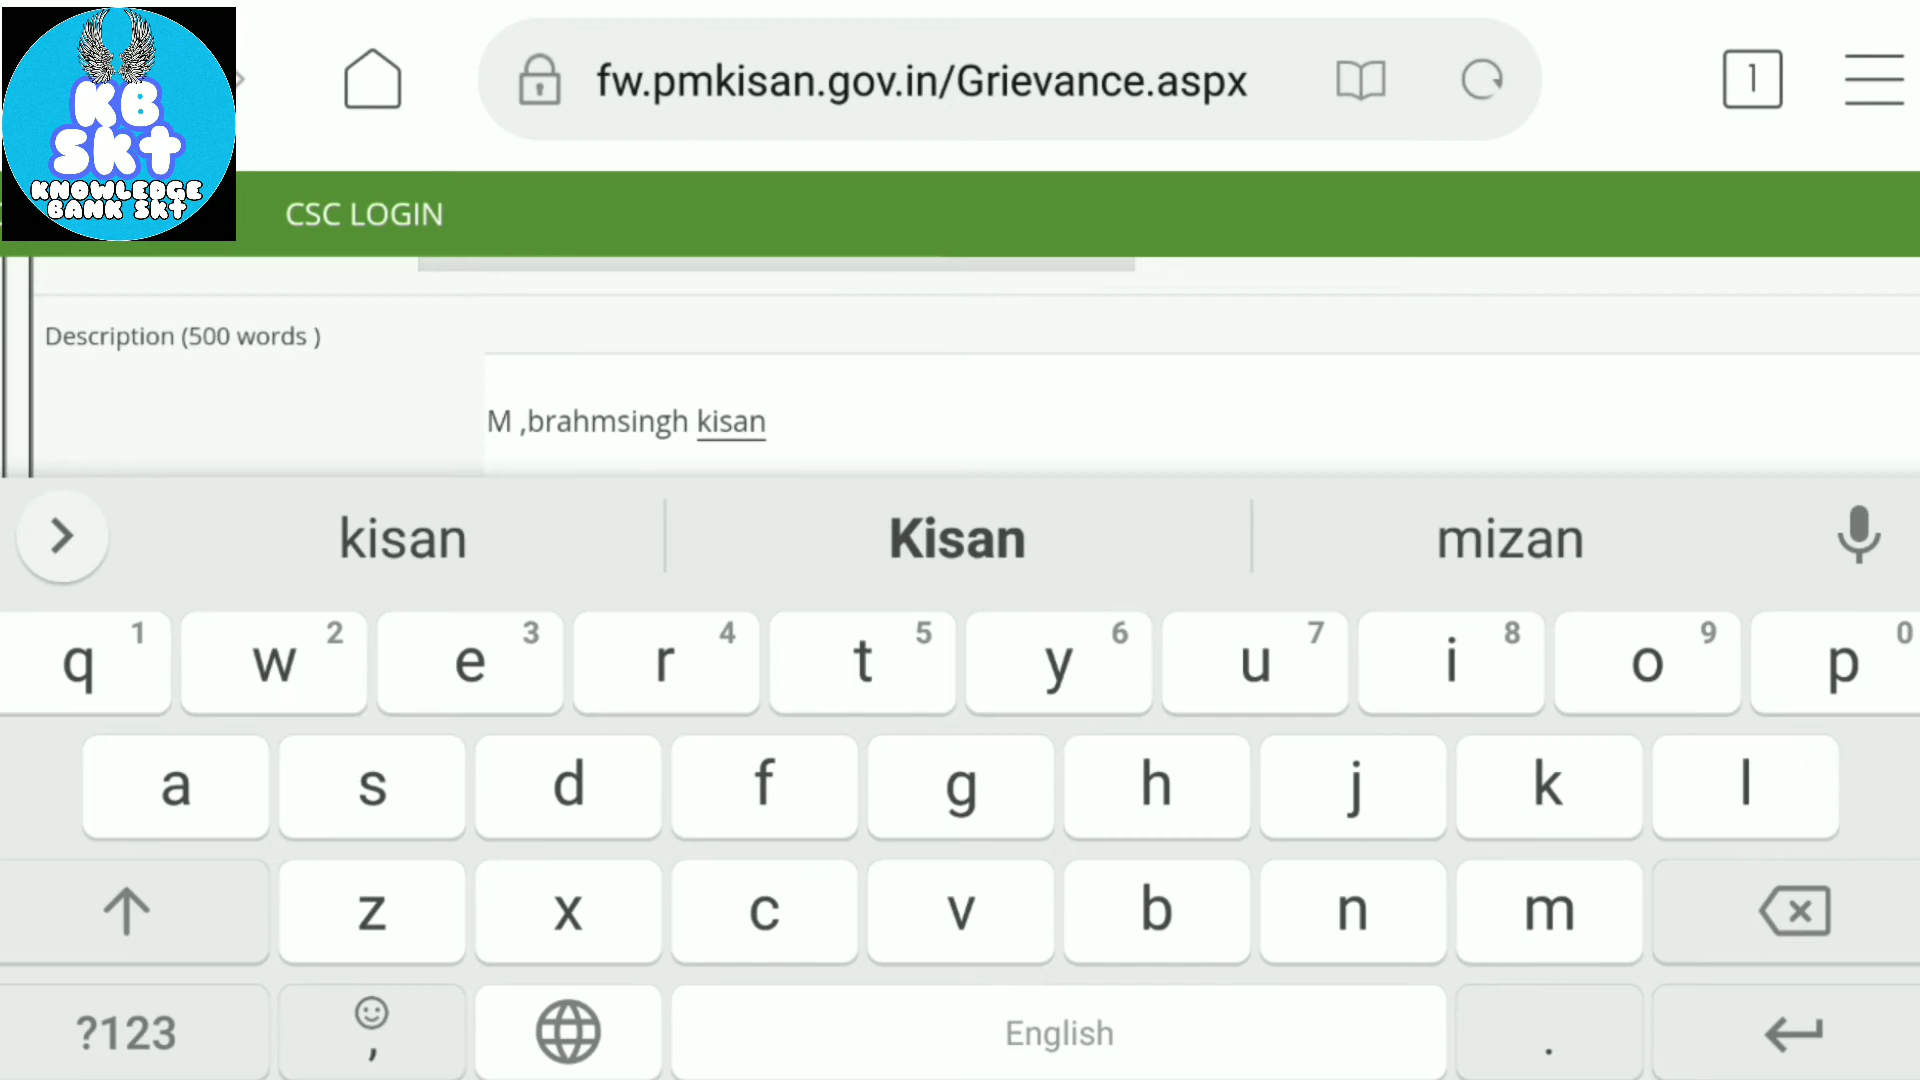 KB
Skt
KNOWLEDGE
BANK SKT
fw.pmkisan.gov.in/Grievance.aspx
1
CSC LOGIN
Description (500 words )
M ,brahmsingh kisan
kisan Kisan mizan
q 1 w 2 e 3 r 4 t 5 y 6 u 7 i 8 o 9 p 0
a s d f g h j k l
z x c v b n m
?123 , English .